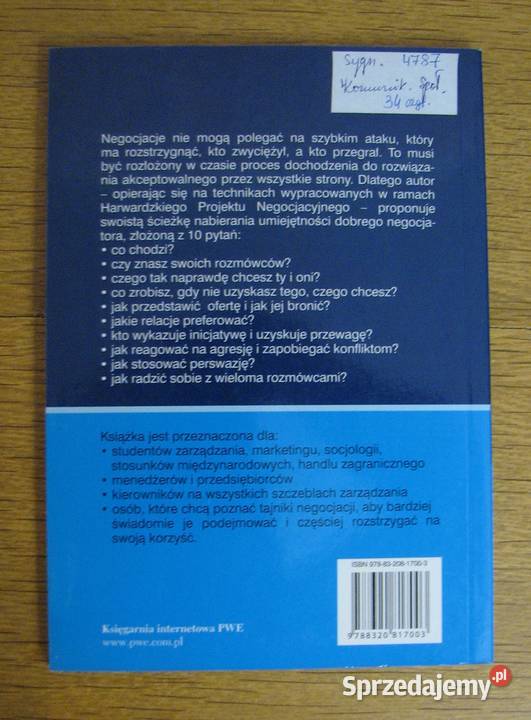 Sygn. 4787
Komunik. Społ.
34 egz.
Negocjacje nie mogą polegać na szybkim ataku, który
ma rozstrzygnąć, kto zwyciężył, a kto przegrał. To musi
być rozłożony w czasie proces dochodzenia do rozwiąza-
nia akceptowalnego przez wszystkie strony. Dlatego autor
– opierając się na technikach wypracowanych w ramach
Harwardzkiego Projektu Negocjacyjnego – proponuje
swoistą ścieżkę nabierania umiejętności dobrego negocja-
tora, złożoną z 10 pytań:
• co chodzi?
• czy znasz swoich rozmówców?
• czego tak naprawdę chcesz ty i oni?
• co zrobisz, gdy nie uzyskasz tego, czego chcesz?
• jak przedstawić ofertę i jak jej bronić?
• jakie relacje preferować?
• kto wykazuje inicjatywę i uzyskuje przewagę?
• jak reagować na agresję i zapobiegać konfliktom?
• jak stosować perswazję?
• jak radzić sobie z wieloma rozmówcami?
Książka jest przeznaczona dla:
• studentów zarządzania, marketingu, socjologii,
stosunków międzynarodowych, handlu zagranicznego
• menedżerów i przedsiębiorców
• kierowników na wszystkich szczeblach zarządzania
• osób, które chcą poznać tajniki negocjacji, aby bardziej
świadomie je podejmować i częściej rozstrzygać na
swoją korzyść.
ISBN 978-83-208-1700-3
Księgarnia internetowa PWE
www.pwe.com.pl
9788320817003
Sprzedajemy.pl